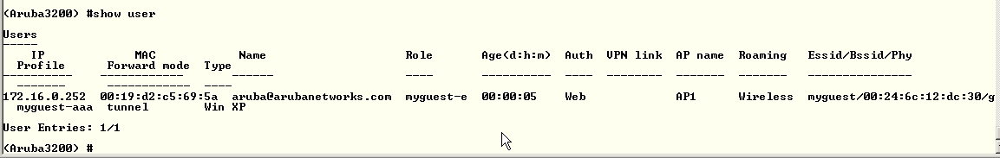 (Aruba3200) #show user
Users
-----
IP MAC Name Role Age(d:h:m) Auth VPN link AP name Roaming Essid/Bssid/Phy
Profile Forward mode Type
---------- ------------ ------ ---- ---------- ---- -------- ------- ------- ---------------
------- ------------ ----
172.16.0.252 00:19:d2:c5:69:5a aruba@arubanetworks.com myguest-e 00:00:05 Web AP1 Wireless myguest/00:24:6c:12:dc:30/g
myguest-aaa tunnel Win XP
User Entries: 1/1
(Aruba3200) #